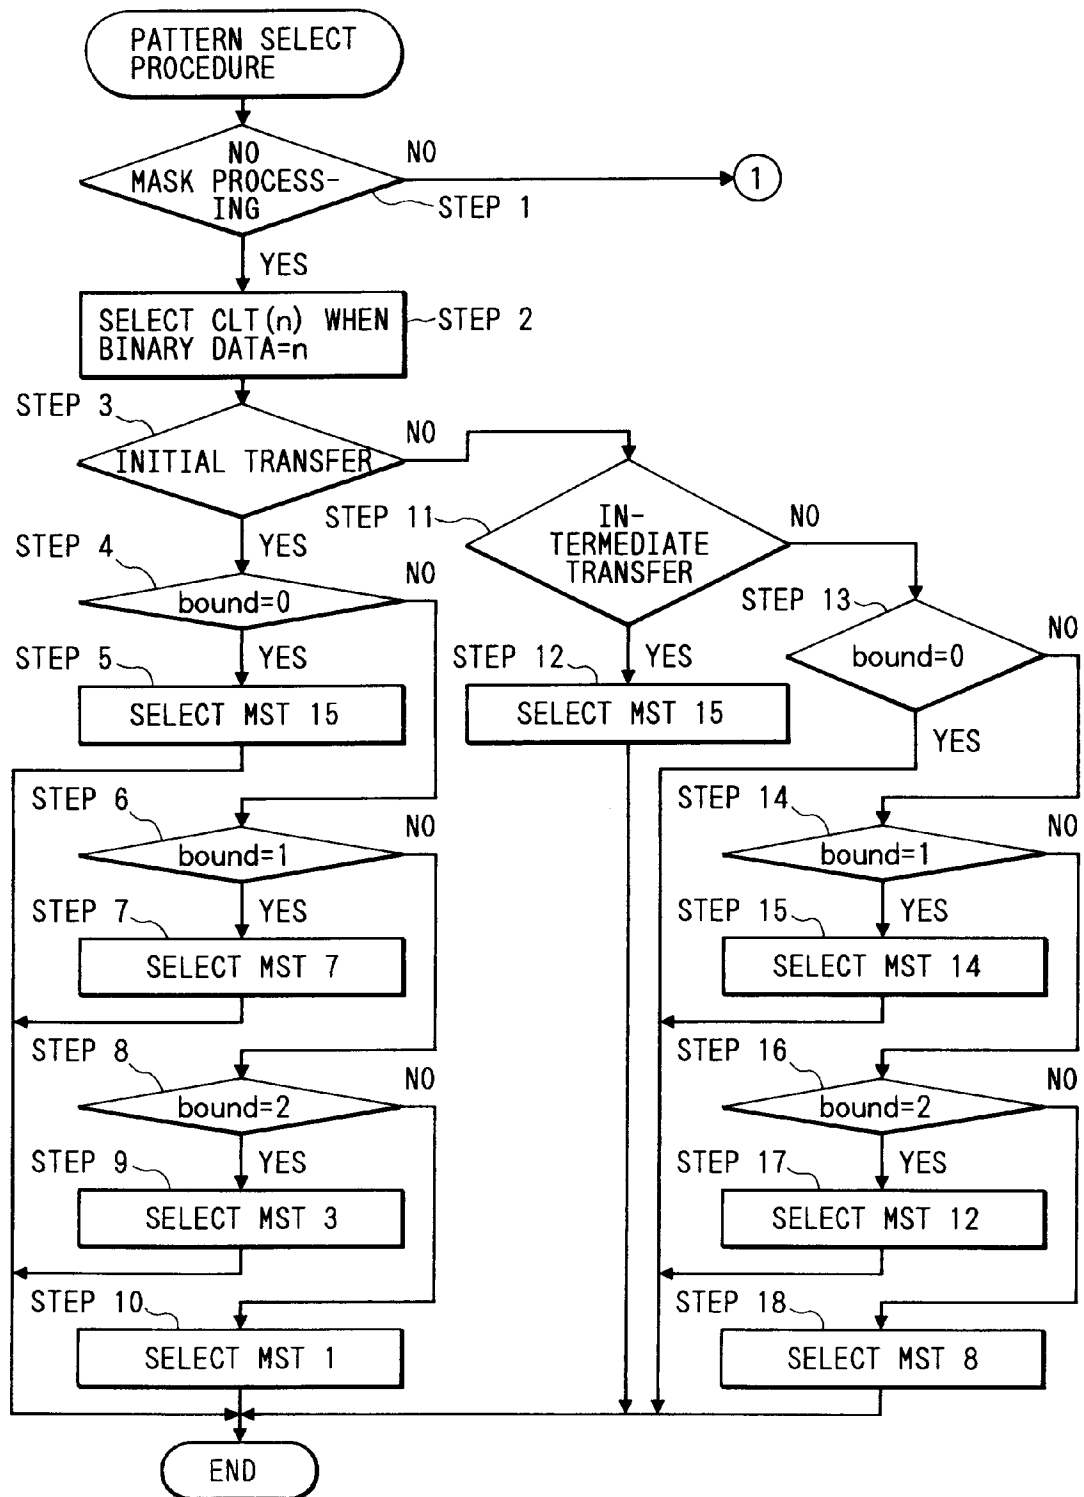 PATTERN SELECT
PROCEDURE
NO
MASK PROCESS-
ING
NO
1
STEP 1
YES
SELECT CLT(n) WHEN
BINARY DATA=n
STEP 2
STEP 3
INITIAL TRANSFER
NO
YES
STEP 11
IN-
TERMEDIATE
TRANSFER
NO
YES
STEP 4
bound=0
NO
YES
STEP 5
SELECT MST 15
STEP 12
SELECT MST 15
STEP 13
bound=0
NO
YES
STEP 6
bound=1
NO
YES
STEP 7
SELECT MST 7
STEP 14
bound=1
NO
YES
STEP 15
SELECT MST 14
STEP 8
bound=2
NO
YES
STEP 9
SELECT MST 3
STEP 16
bound=2
NO
YES
STEP 17
SELECT MST 12
STEP 10
SELECT MST 1
STEP 18
SELECT MST 8
END